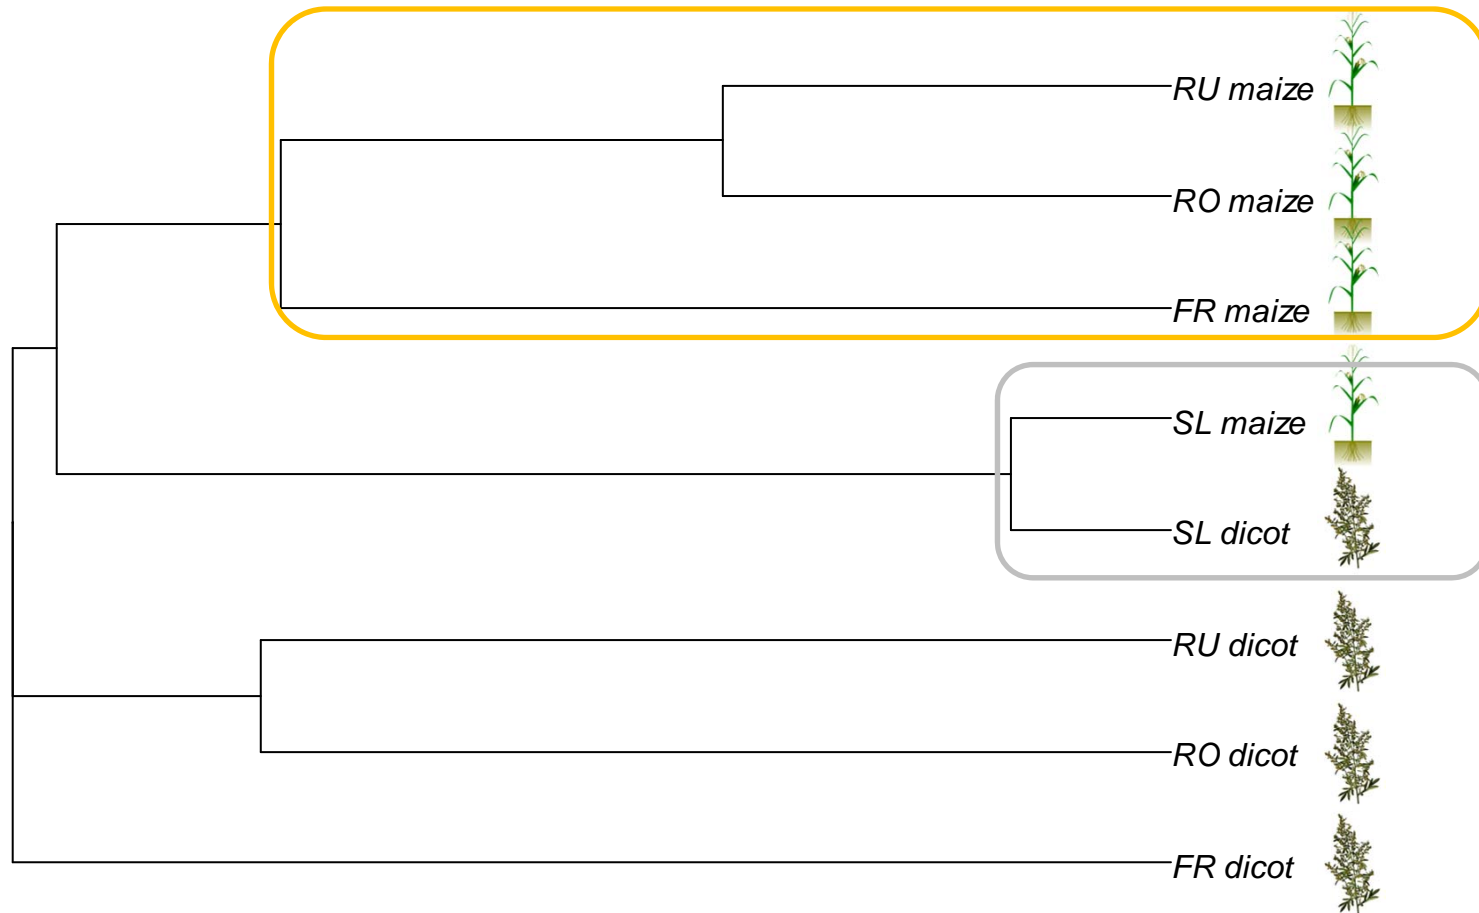 RU maize
RO maize
FR maize
SL maize
SL dicot
RU dicot
RO dicot
FR dicot